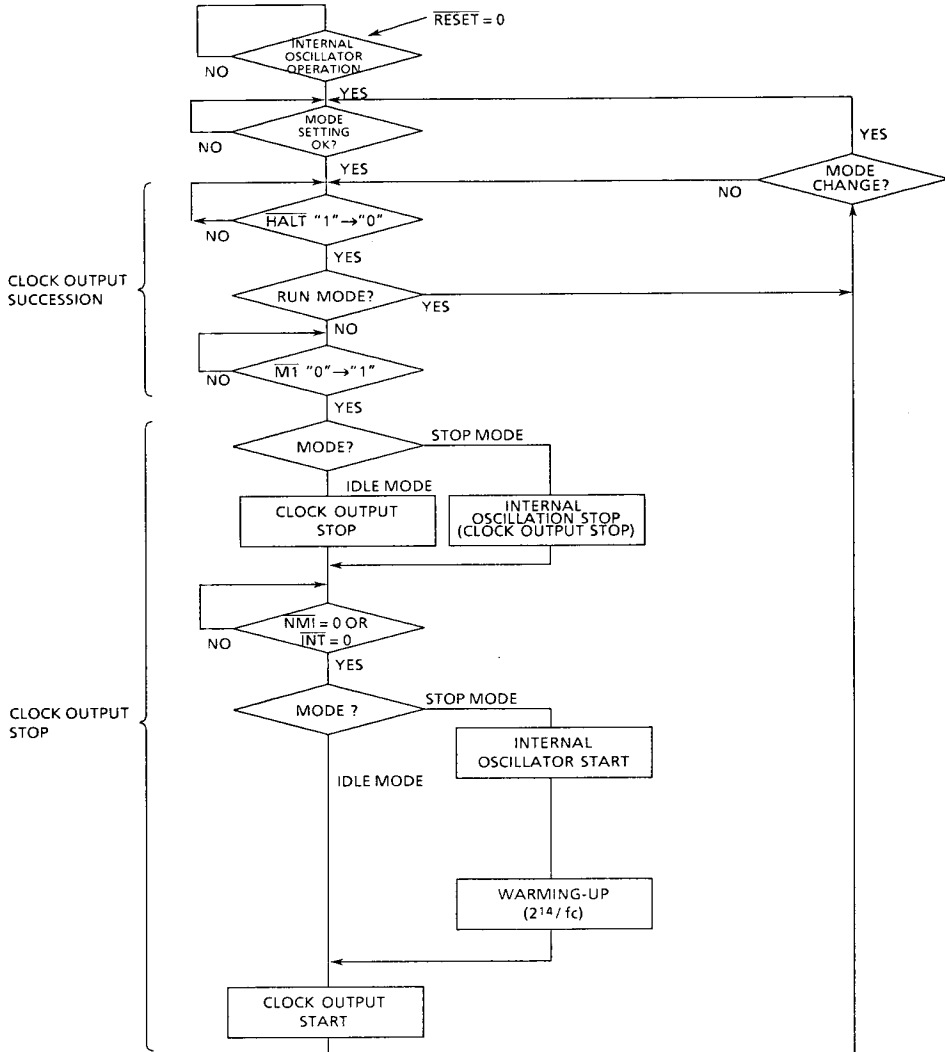 RESET = 0
INTERNAL
OSCILLATOR
OPERATION
NO
YES
MODE
SETTING
OK?
NO
YES
YES
MODE
CHANGE?
NO
HALT "1"→"0"
NO
YES
CLOCK OUTPUT
SUCCESSION
RUN MODE?
YES
NO
M1 "0"→"1"
NO
YES
MODE?
STOP MODE
IDLE MODE
CLOCK OUTPUT
STOP
INTERNAL
OSCILLATION STOP
(CLOCK OUTPUT STOP)
NMI = 0 OR
INT = 0
NO
YES
CLOCK OUTPUT
STOP
MODE ?
STOP MODE
INTERNAL
OSCILLATOR START
IDLE MODE
WARMING-UP
(2¹⁴/ fc)
CLOCK OUTPUT
START